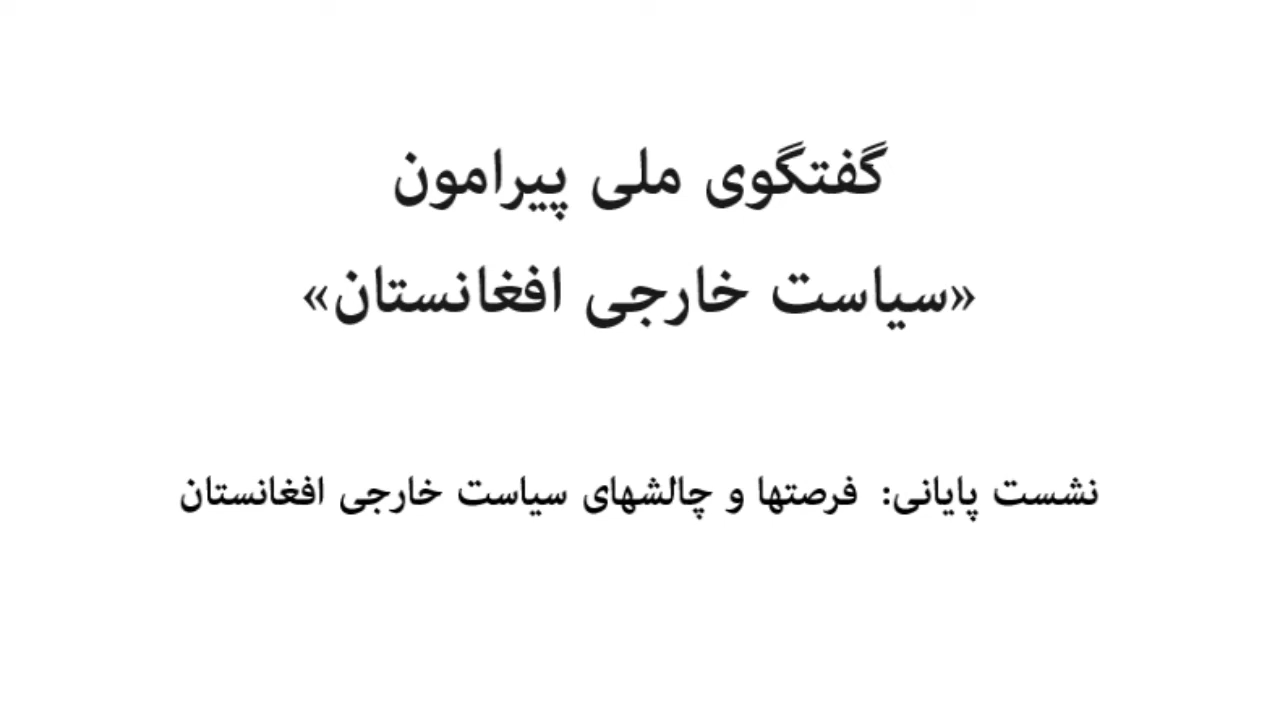 گفتگوی ملی پیرامون
«سیاست خارجی افغانستان»
نشست پایانی: فرصتها و چالشهای سیاست خارجی افغانستان